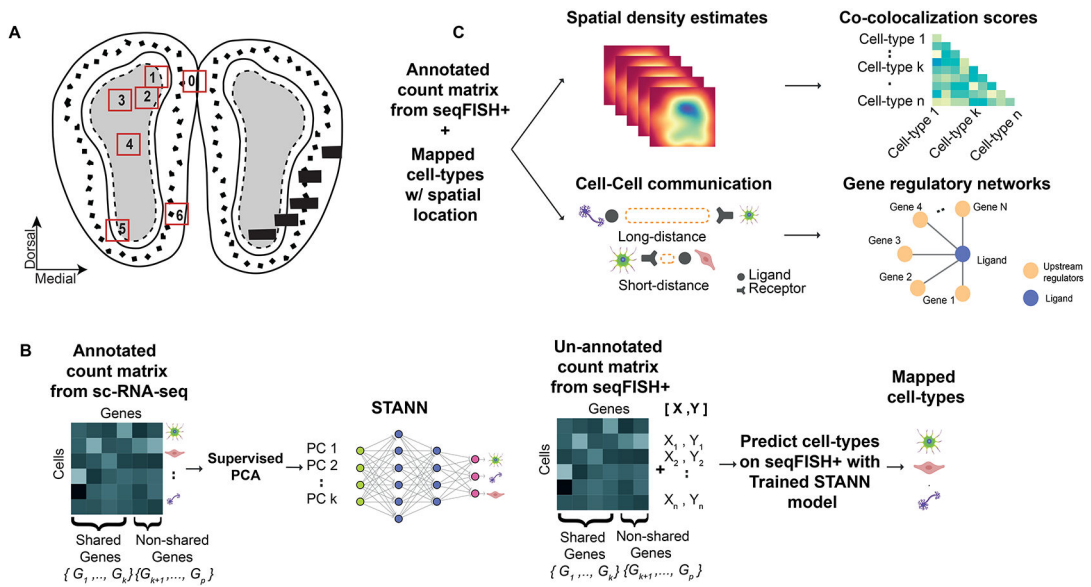 A
0
1
2
3
4
5
6
Dorsal
Medial
C
Annotated
count matrix
from seqFISH+
+
Mapped
cell-types
w/ spatial
location
Spatial density estimates
Co-colocalization scores
Cell-type 1
Cell-type k
Cell-type n
Cell-type 1
Cell-type k
Cell-type n
Cell-Cell communication
Long-distance
Short-distance
Ligand
Receptor
Gene regulatory networks
Gene 4
Gene N
Gene 3
Ligand
Gene 2
Gene 1
Upstream
regulators
Ligand
B
Annotated
count matrix
from sc-RNA-seq
Genes
Cells
Shared
Genes
Non-shared
Genes
{ G1 ,.., Gk} {Gk+1,..., Gp}
Supervised
PCA
PC 1
PC 2
:
PC k
STANN
Un-annotated
count matrix
from seqFISH+
Genes
Cells
Shared
Genes
Non-shared
Genes
{ G1 ,.., Gk} {Gk+1,..., Gp}
+
[ X ,Y ]
X1 , Y1
X2 , Y2
:
Xn , Yn
Predict cell-types
on seqFISH+ with
Trained STANN
model
Mapped
cell-types